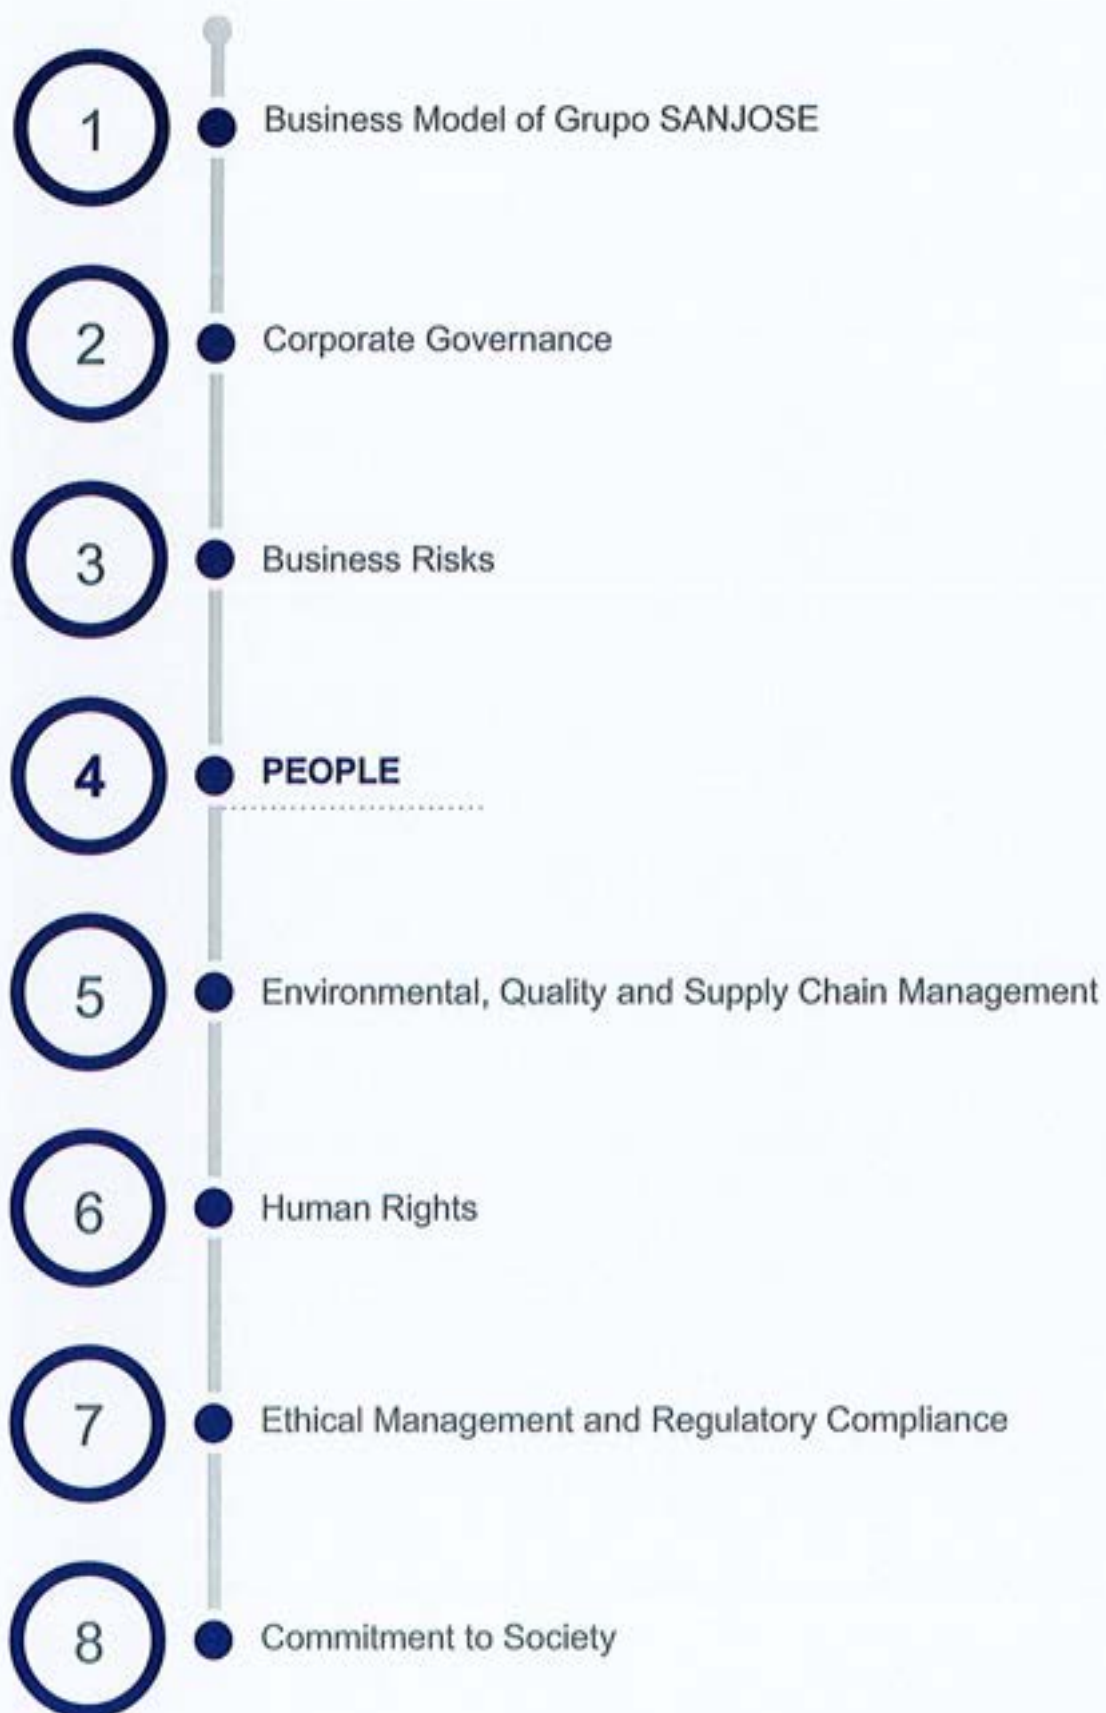 1 Business Model of Grupo SANJOSE
2 Corporate Governance
3 Business Risks
4 PEOPLE
5 Environmental, Quality and Supply Chain Management
6 Human Rights
7 Ethical Management and Regulatory Compliance
8 Commitment to Society